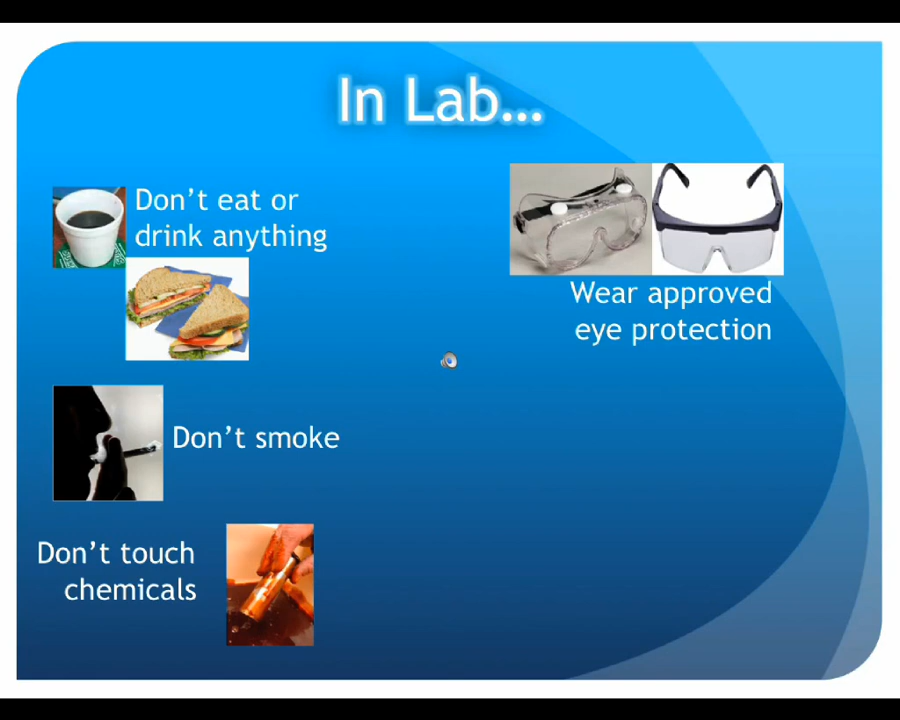 In Lab...
Don't eat or
drink anything
Wear approved
eye protection
Don't smoke
Don't touch
chemicals